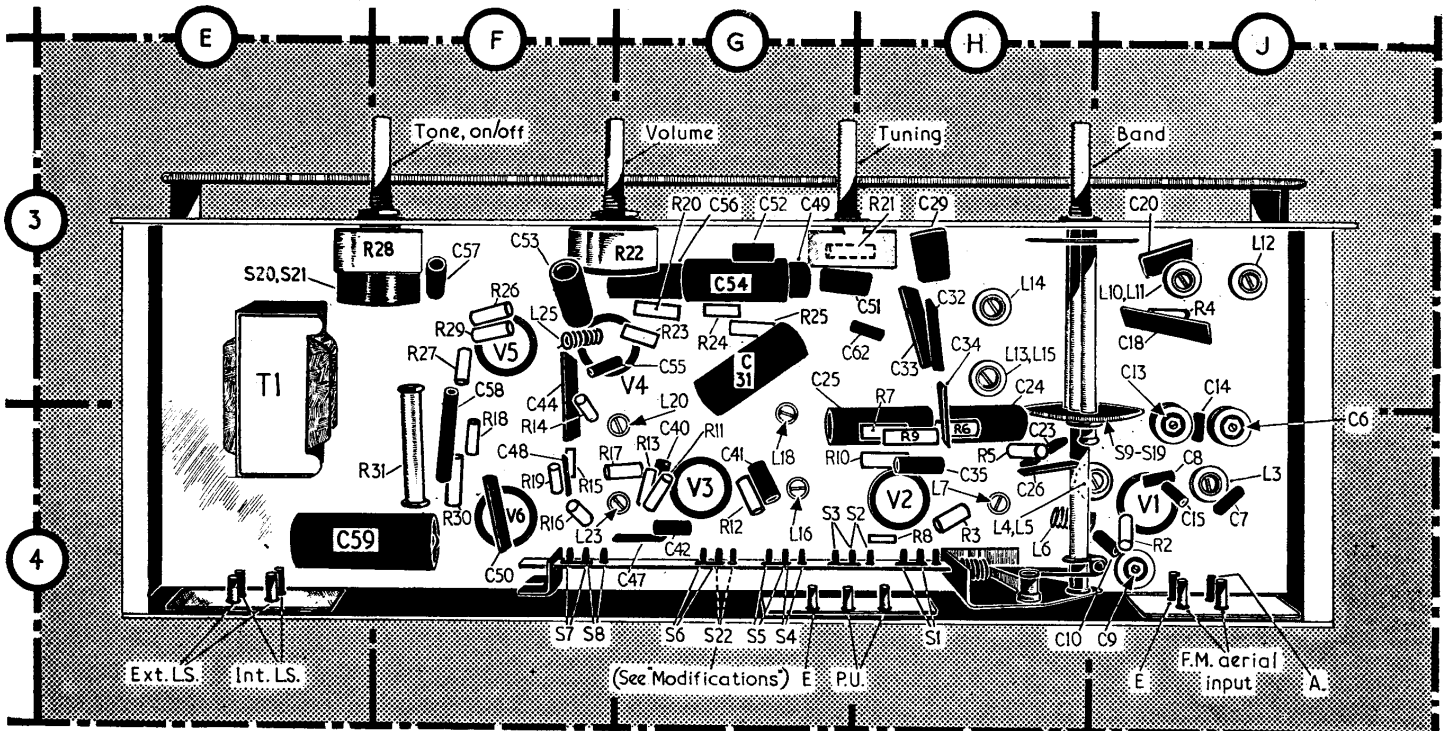 E F G H J
Tone, on/off Volume Tuning Band
3
R20 C56 C52 C49 R21 C29 C20
R28 C57 C53 R22 L12
S20,S21 C54 L10,L11
R26 L25 C51 C32 L14 R4
R29 R23 R24 R25 C62 C18
R27 V5 C55 C33 C34 L13,L15
T1 V4 C31
C58 C44 C25 R7 C24 C13 C14
R18 R14 L20 R9 R6 C6
R31 C48 R17 R13 C40 R11 C41 L18 R10 R5 C23 S9-S19
R19 R15 C35 C26 C8 L3
R30 V6 R16 L23 V3 R12 L16 V2 L7 R3 L4,L5 V1 C15 C7
S3 S2 R8 L6 R2
4
C59 C50 C47 C42
S7 S8 S6 S22 S5 S4 S1 C10 C9
Ext. L.S. Int. L.S. (See "Modifications") E P.U. E F.M. aerial A.
input